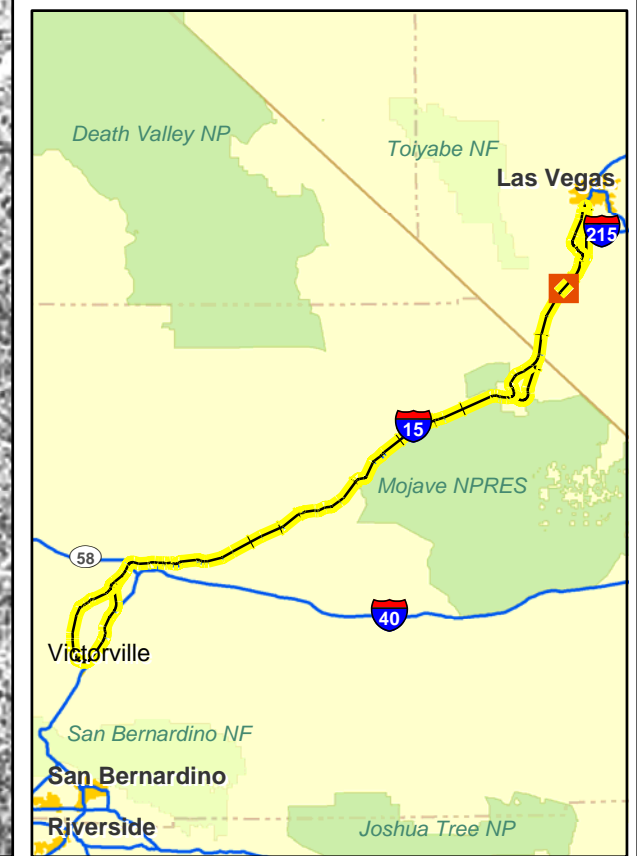 Death Valley NP
Toiyabe NF
Las Vegas
215
15
Mojave NPRES
58
40
Victorville
San Bernardino NF
San Bernardino
Riverside
Joshua Tree NP